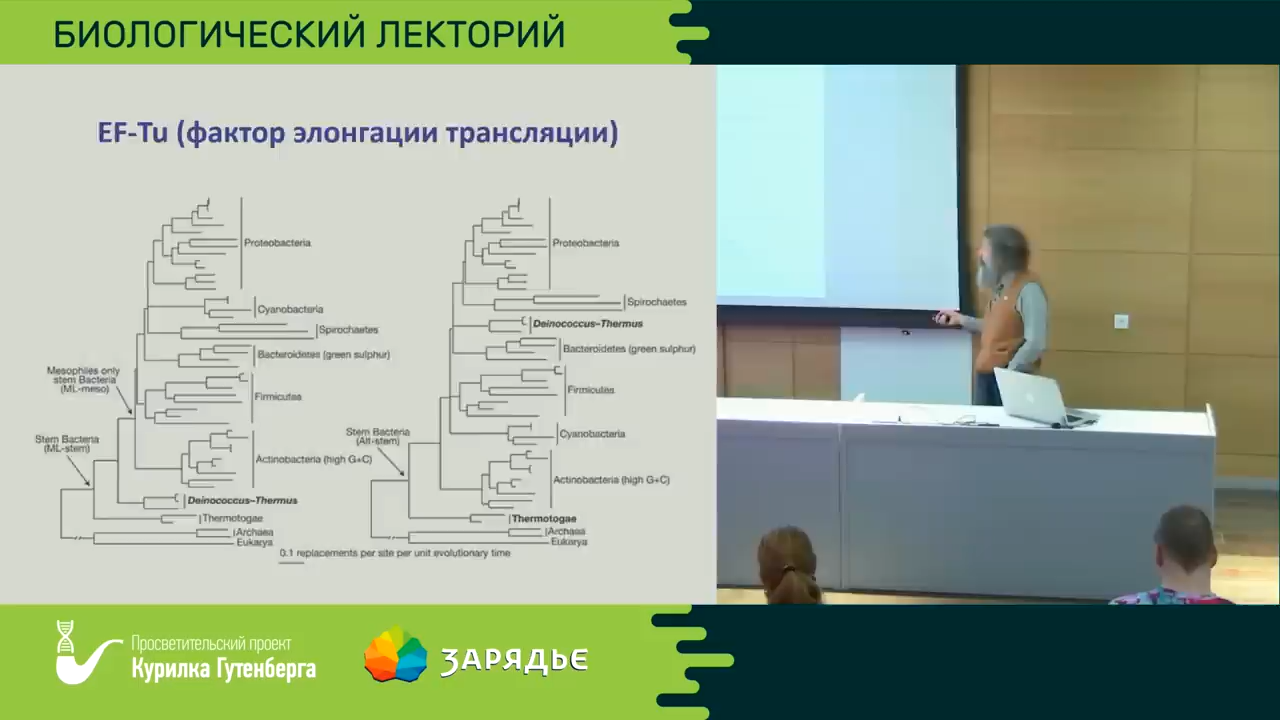 БИОЛОГИЧЕСКИЙ ЛЕКТОРИЙ
EF-Tu (фактор элонгации трансляции)
Proteobacteria
Cyanobacteria
Spirochaetes
Bacteroidetes (green sulphur)
Mesophiles only
stem Bacteria
(ML-meso)
Firmicutes
Stem Bacteria
(ML-stem)
Actinobacteria (high G+C)
Deinococcus–Thermus
Thermotogae
Archaea
Eukarya
Proteobacteria
Spirochaetes
Deinococcus–Thermus
Bacteroidetes (green sulphur)
Firmicutes
Stem Bacteria
(Alt-stem)
Cyanobacteria
Actinobacteria (high G+C)
Thermotogae
Archaea
Eukarya
0.1 replacements per site per unit evolutionary time
Просветительский проект
Курилка Гутенберга
ЗАРЯДЬЕ